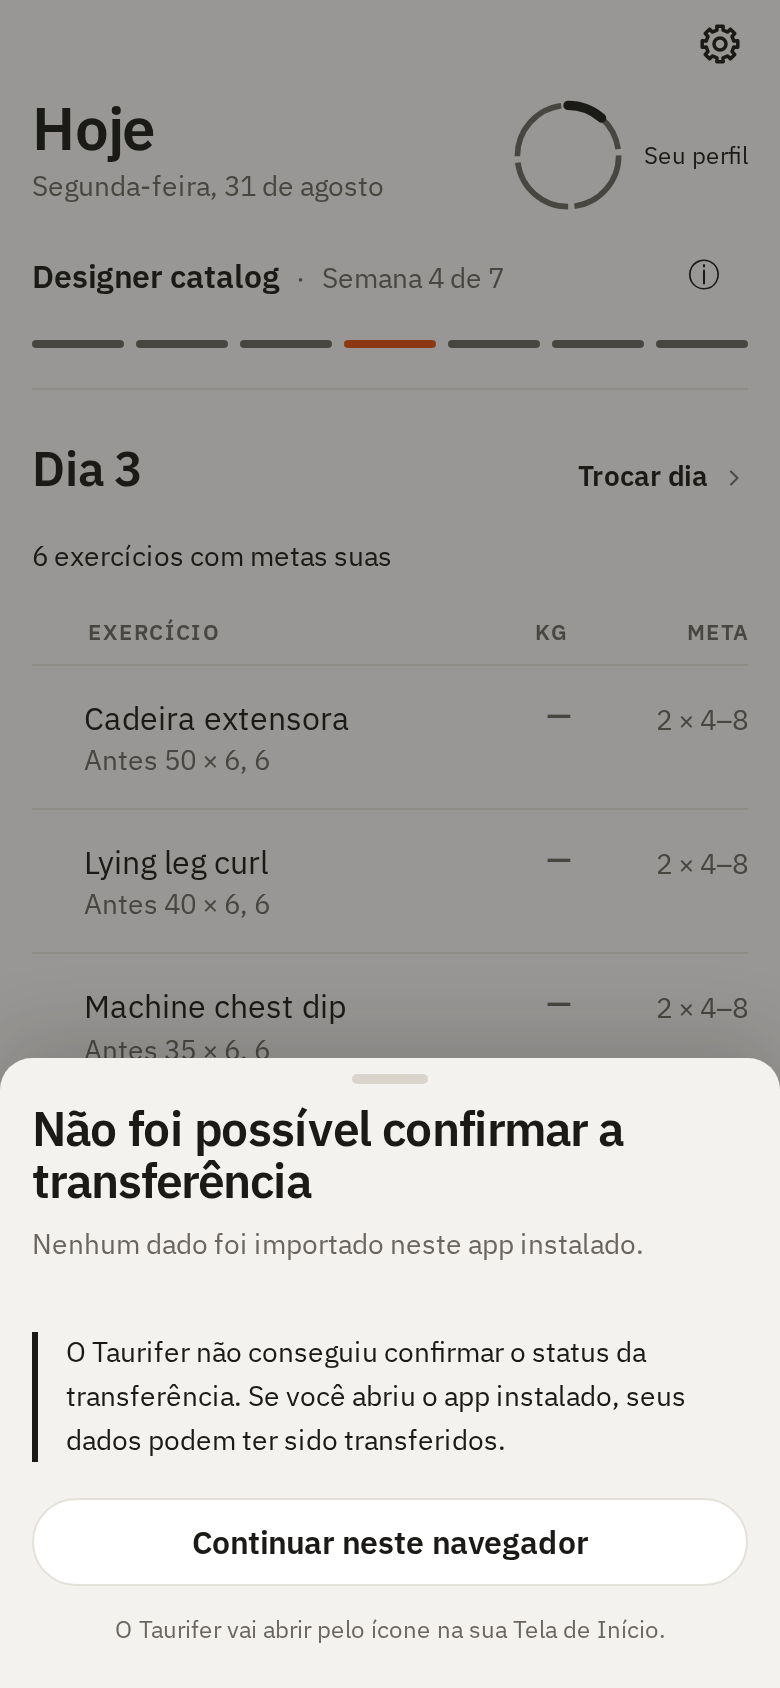 Hoje
Segunda-feira, 31 de agosto
Seu perfil
Designer catalog · Semana 4 de 7
Dia 3
Trocar dia
6 exercícios com metas suas
EXERCÍCIO KG META
Cadeira extensora — 2 × 4–8
Antes 50 × 6, 6
Lying leg curl — 2 × 4–8
Antes 40 × 6, 6
Machine chest dip — 2 × 4–8
Antes 35 × 6, 6
Não foi possível confirmar a
transferência
Nenhum dado foi importado neste app instalado.
O Taurifer não conseguiu confirmar o status da
transferência. Se você abriu o app instalado, seus
dados podem ter sido transferidos.
Continuar neste navegador
O Taurifer vai abrir pelo ícone na sua Tela de Início.